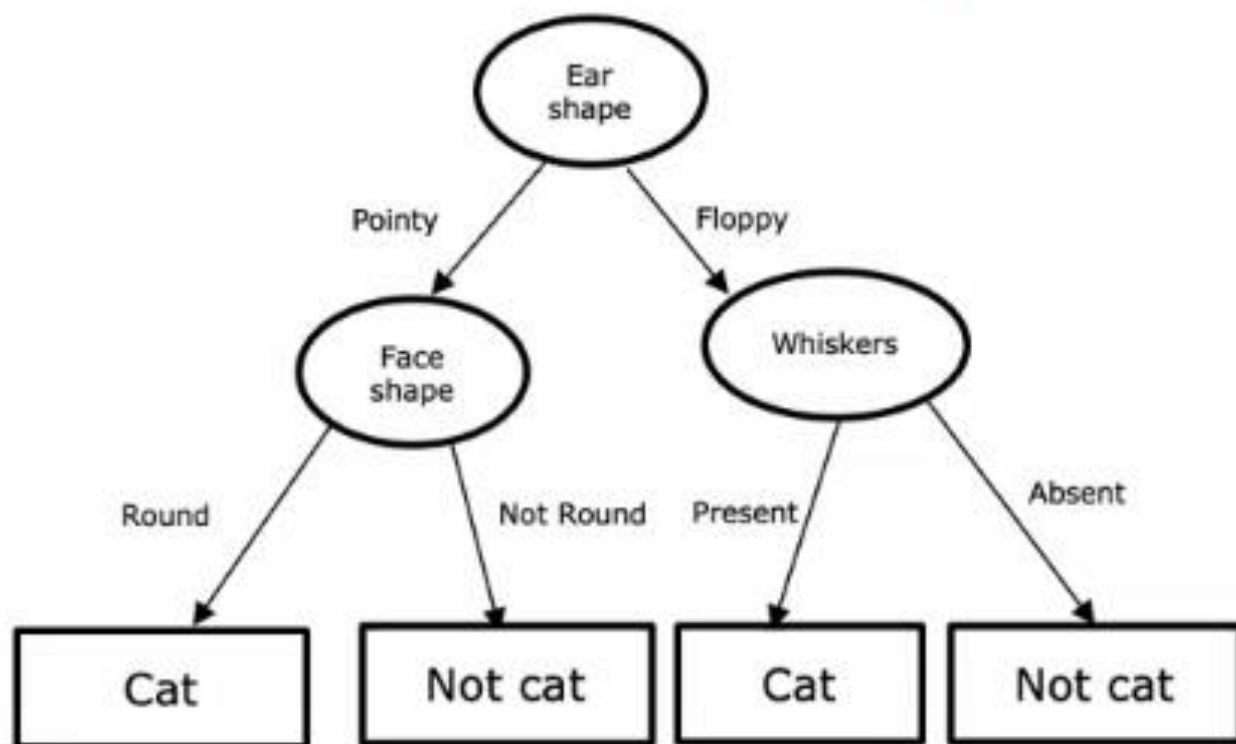 Ear
shape
Pointy
Floppy
Face
shape
Whiskers
Round
Not Round
Present
Absent
Cat
Not cat
Cat
Not cat